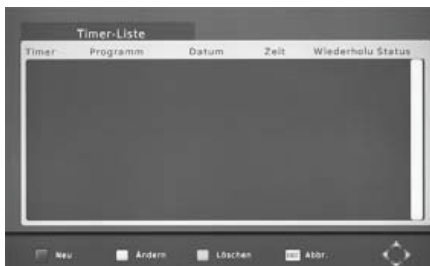 Timer-Liste
Timer Programm Datum Zeit Wiederholu Status
Neu Ändern Löschen Abbr.